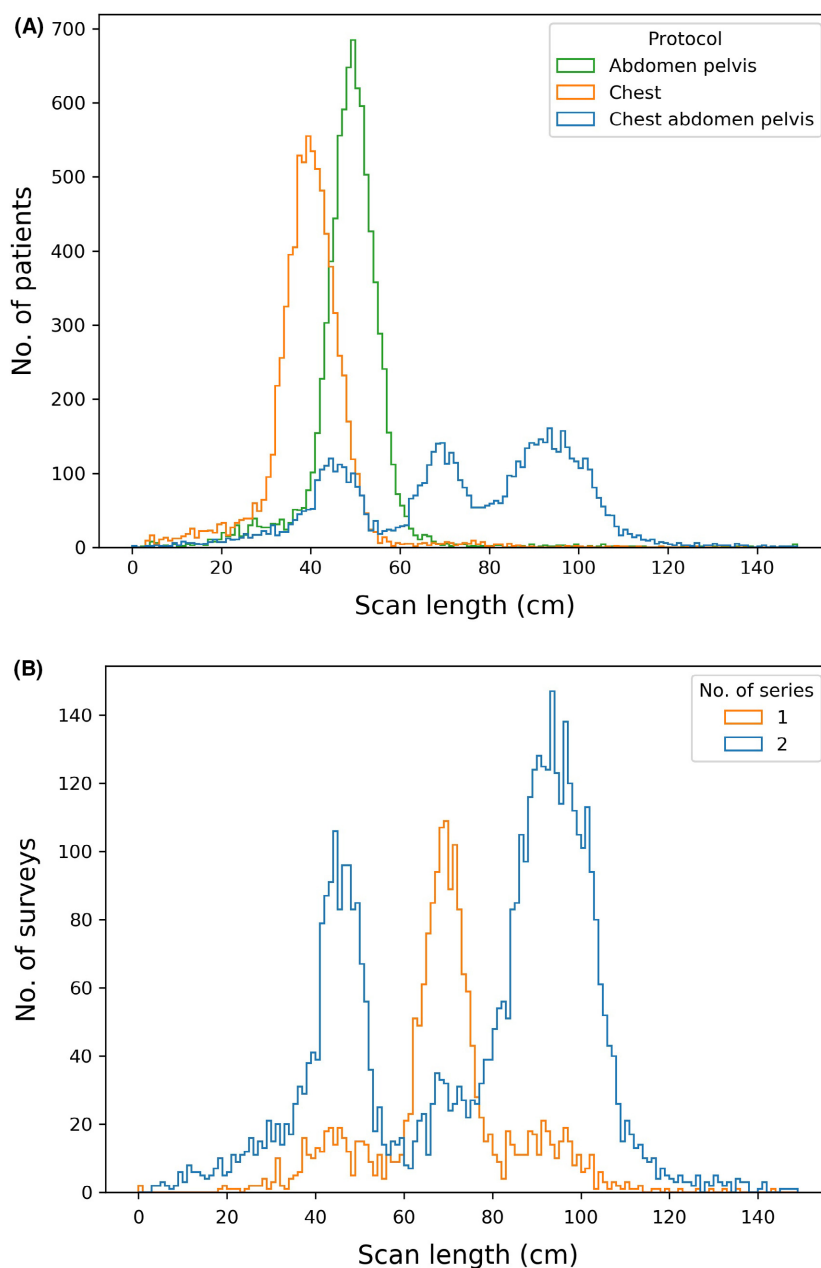 (A)
Protocol
Abdomen pelvis
Chest
Chest abdomen pelvis
No. of patients
700
600
500
400
300
200
100
0
0 20 40 60 80 100 120 140
Scan length (cm)
(B)
No. of series
1
2
No. of surveys
140
120
100
80
60
40
20
0
0 20 40 60 80 100 120 140
Scan length (cm)